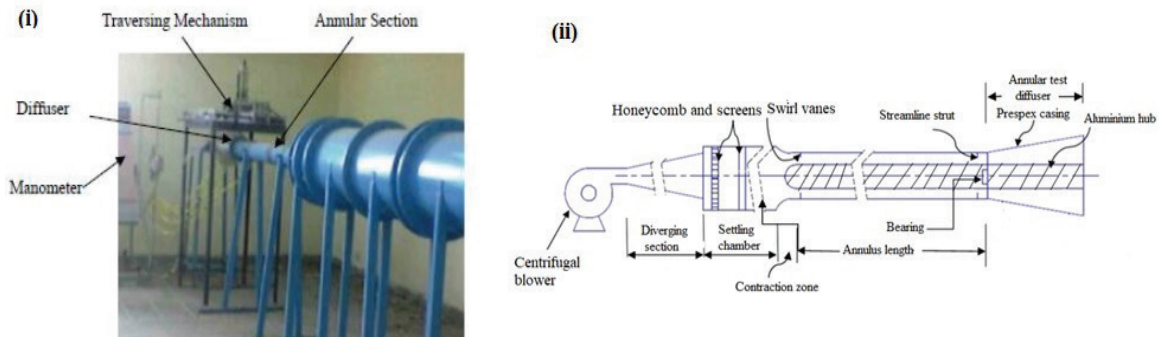 (i)
Traversing Mechanism
Annular Section
Diffuser
Manometer
(ii)
Annular test
diffuser
Prespex casing
Honeycomb and screens
Swirl vanes
Streamline strut
Aluminium hub
Centrifugal
blower
Diverging
section
Settling
chamber
Contraction zone
Annulus length
Bearing